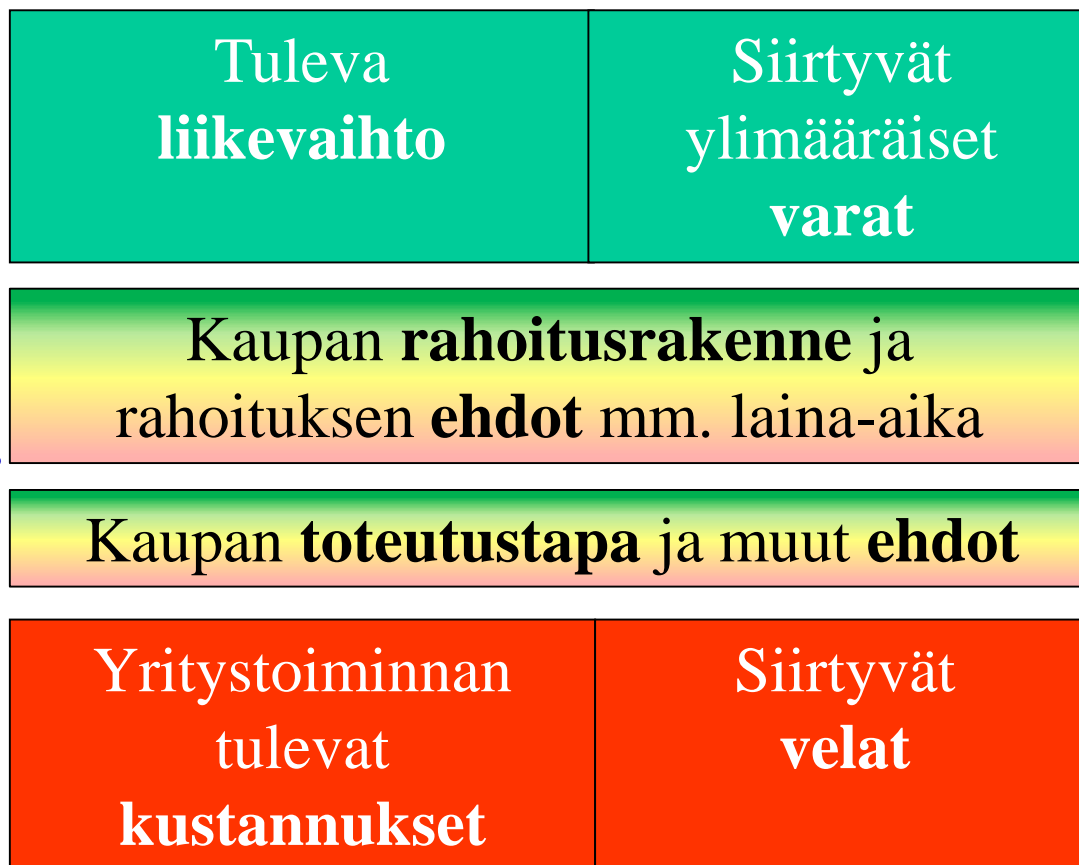 Tuleva
liikevaihto
Siirtyvät
ylimääräiset
varat
Kaupan rahoitusrakenne ja
rahoituksen ehdot mm. laina-aika
Kaupan toteutustapa ja muut ehdot
Yritystoiminnan
tulevat
kustannukset
Siirtyvät
velat